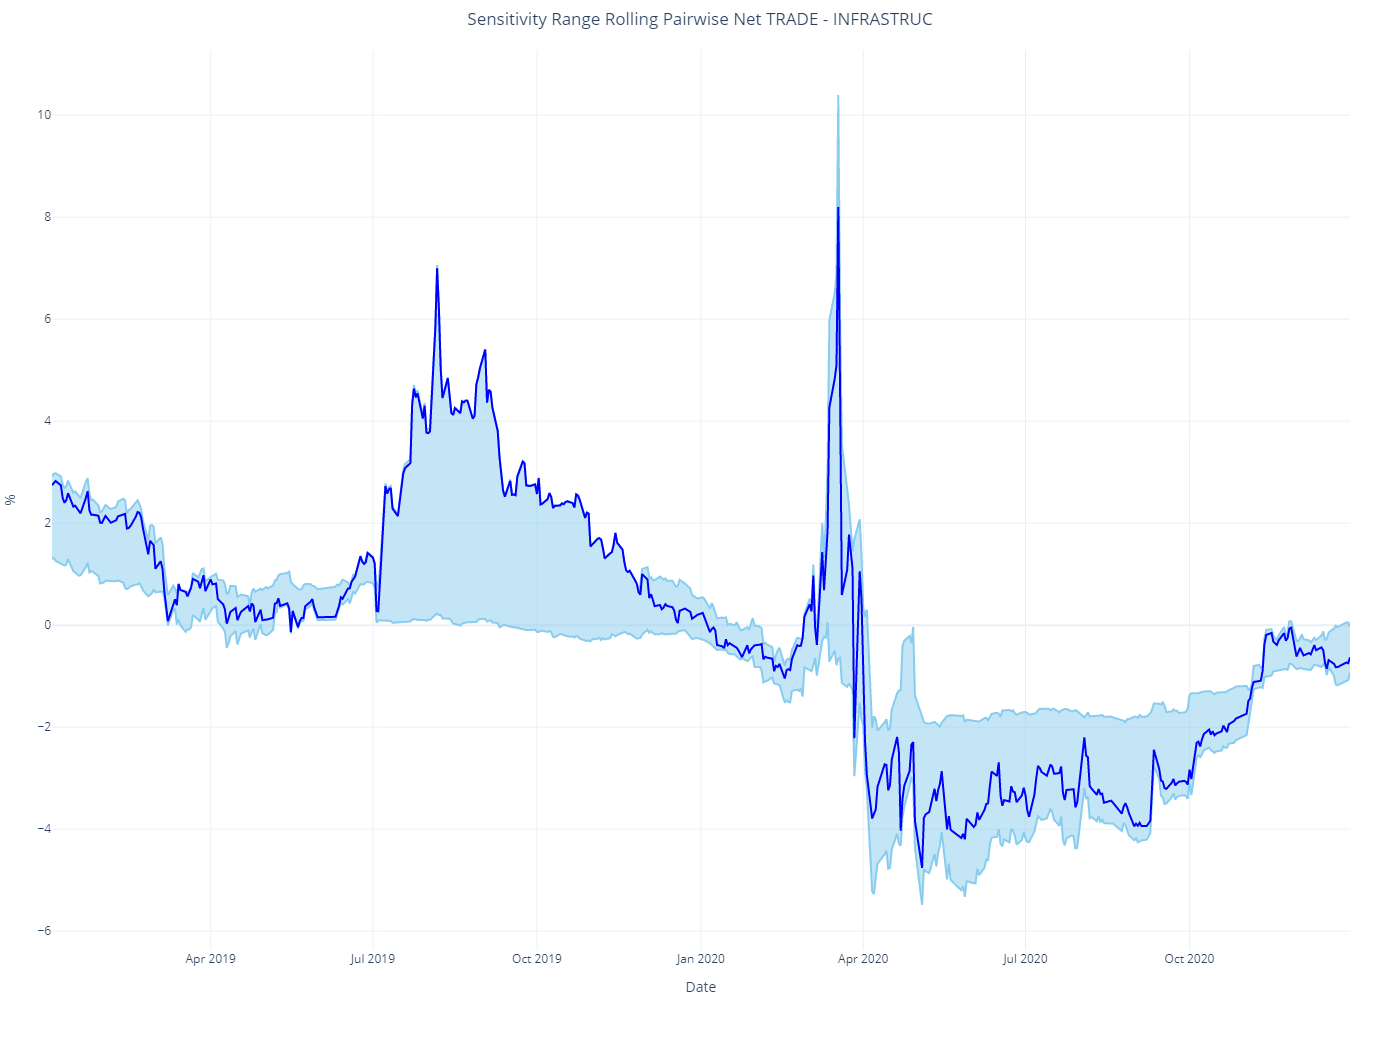 Sensitivity Range Rolling Pairwise Net TRADE - INFRASTRUC
10
8
6
4
2
0
−2
−4
−6
%
Apr 2019
Jul 2019
Oct 2019
Jan 2020
Apr 2020
Jul 2020
Oct 2020
Date